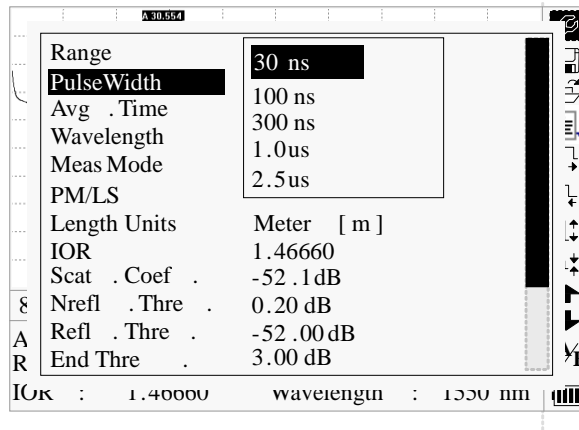 A 30.554
Range
30 ns
PulseWidth
100 ns
Avg . Time
300 ns
Wavelength
1.0us
Meas Mode
2.5us
PM/LS
Length Units Meter [ m ]
IOR 1.46660
Scat . Coef . -52 .1dB
Nrefl . Thre . 0.20 dB
Refl . Thre . -52 .00dB
End Thre . 3.00 dB
8
A
R
IOR : 1.46660 Wavelength : 1550 nm